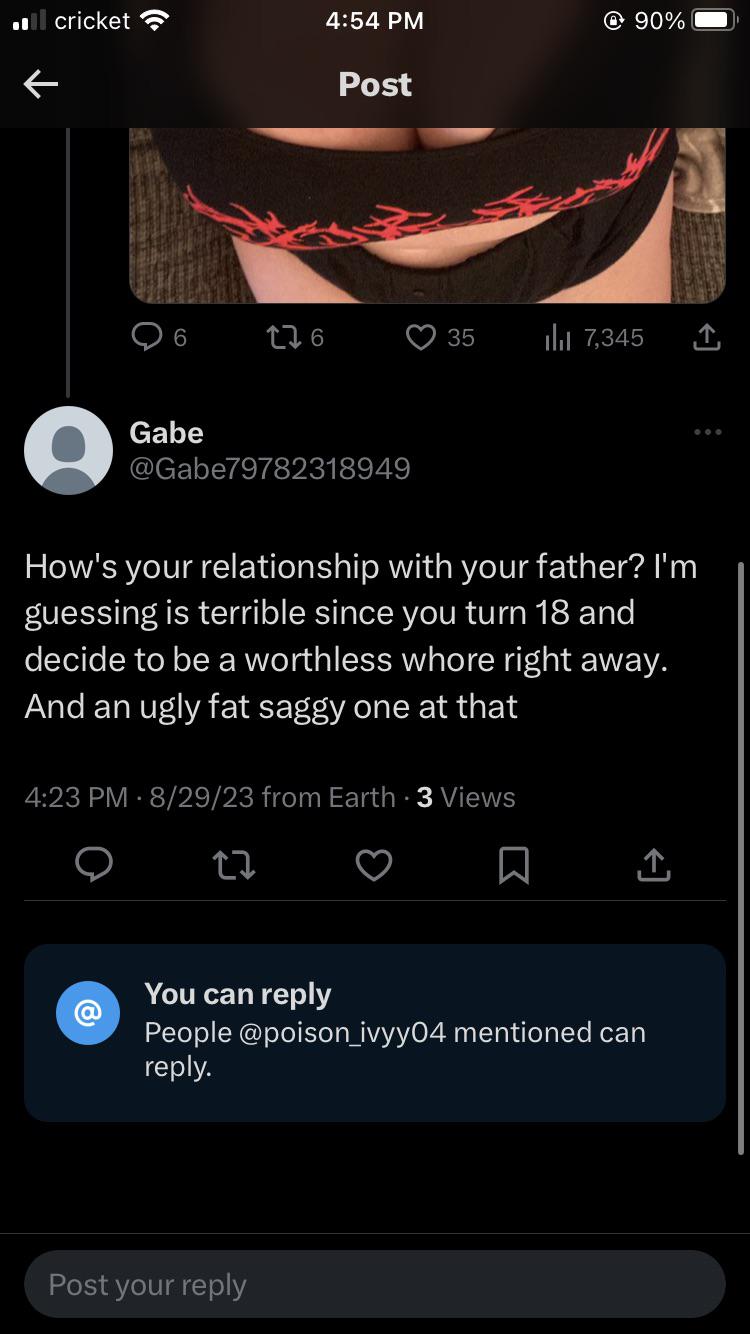 cricket 4:54 PM 90%
Post
6 6 35 7,345
Gabe
@Gabe79782318949
How's your relationship with your father? I'm
guessing is terrible since you turn 18 and
decide to be a worthless whore right away.
And an ugly fat saggy one at that
4:23 PM · 8/29/23 from Earth · 3 Views
@
You can reply
People @poison_ivyy04 mentioned can
reply.
Post your reply